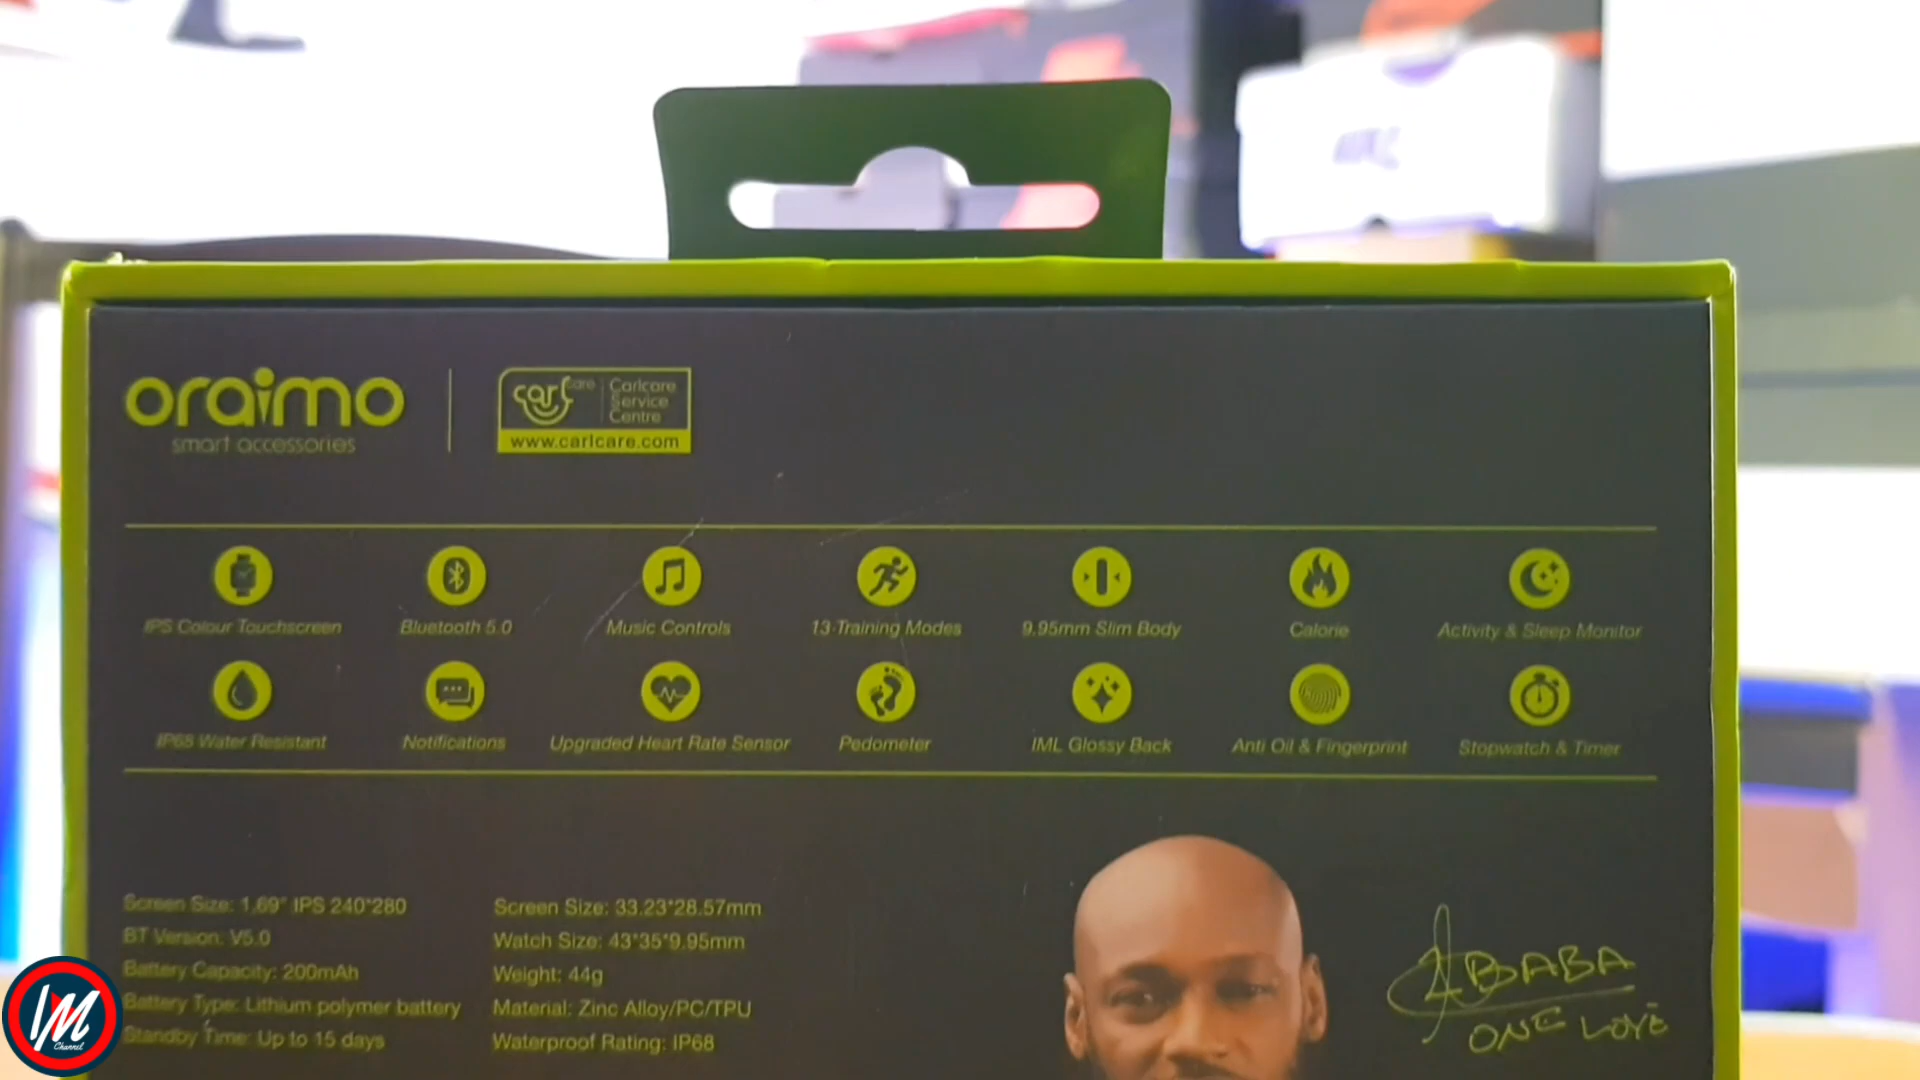 oraimo
smart accessories
carlcare
Carlcare
Service
Centre
www.carlcare.com
IPS Colour Touchscreen
Bluetooth 5.0
Music Controls
13-Training Modes
9.95mm Slim Body
Calorie
Activity & Sleep Monitor
IP68 Water Resistant
Notifications
Upgraded Heart Rate Sensor
Pedometer
IML Glossy Back
Anti Oil & Fingerprint
Stopwatch & Timer
Screen Size: 1.69" IPS 240*280
BT Version: V5.0
Battery Capacity: 200mAh
Battery Type: Lithium polymer battery
Standby Time: Up to 15 days
Screen Size: 33.23*28.57mm
Watch Size: 43*35*9.95mm
Weight: 44g
Material: Zinc Alloy/PC/TPU
Waterproof Rating: IP68
ONE LOVE
IM
Channel